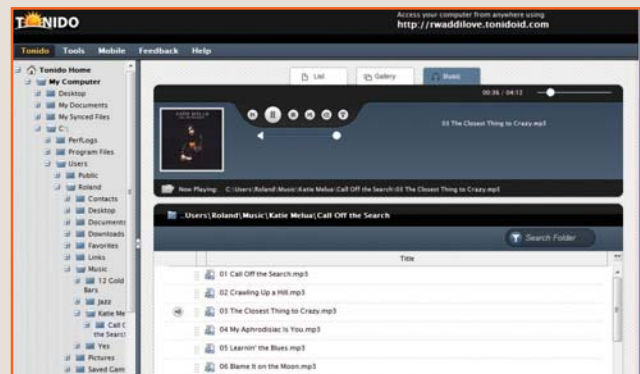 TONIDO
Access your computer from anywhere using
http://rwaddilove.tonidoid.com
Tonido Tools Mobile Feedback Help
Tonido Home
My Computer
Desktop
My Documents
My Synced Files
C:\
PerfLogs
Program Files
Users
Public
Roland
Contacts
Desktop
Documents
Downloads
Favorites
Links
Music
12 Gold
Bars
Jazz
Katie Me
Call C
the Search
Yes
Pictures
Saved Gam
List Gallery Music
00:36 / 04:12
KATIE MELUA
03 The Closest Thing to Crazy.mp3
Now Playing: C:\Users\Roland\Music\Katie Melua\Call Off the Search\03 The Closest Thing to Crazy.mp3
..Users\Roland\Music\Katie Melua\Call Off the Search
Search Folder
Title
01 Call Off the Search.mp3
02 Crawling Up a Hill.mp3
03 The Closest Thing to Crazy.mp3
04 My Aphrodisiac Is You.mp3
05 Learnin' the Blues.mp3
06 Blame It on the Moon.mp3